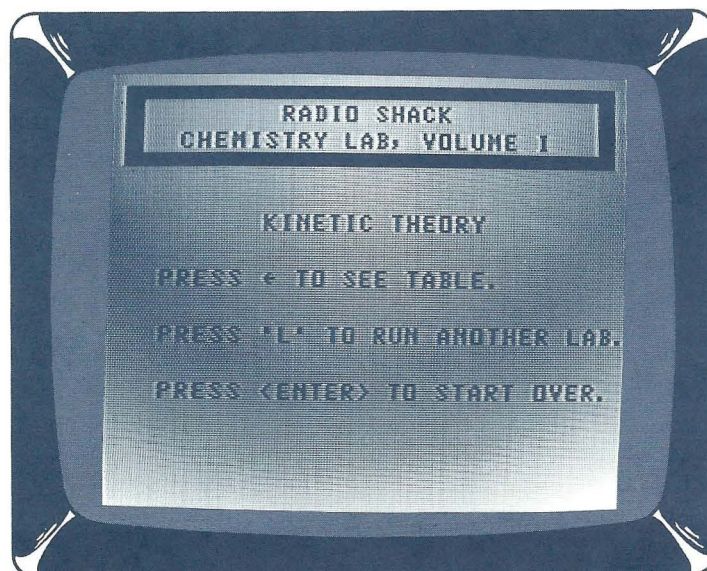 RADIO SHACK
CHEMISTRY LAB, VOLUME I
KINETIC THEORY
PRESS ← TO SEE TABLE.
PRESS 'L' TO RUN ANOTHER LAB.
PRESS <ENTER> TO START OVER.